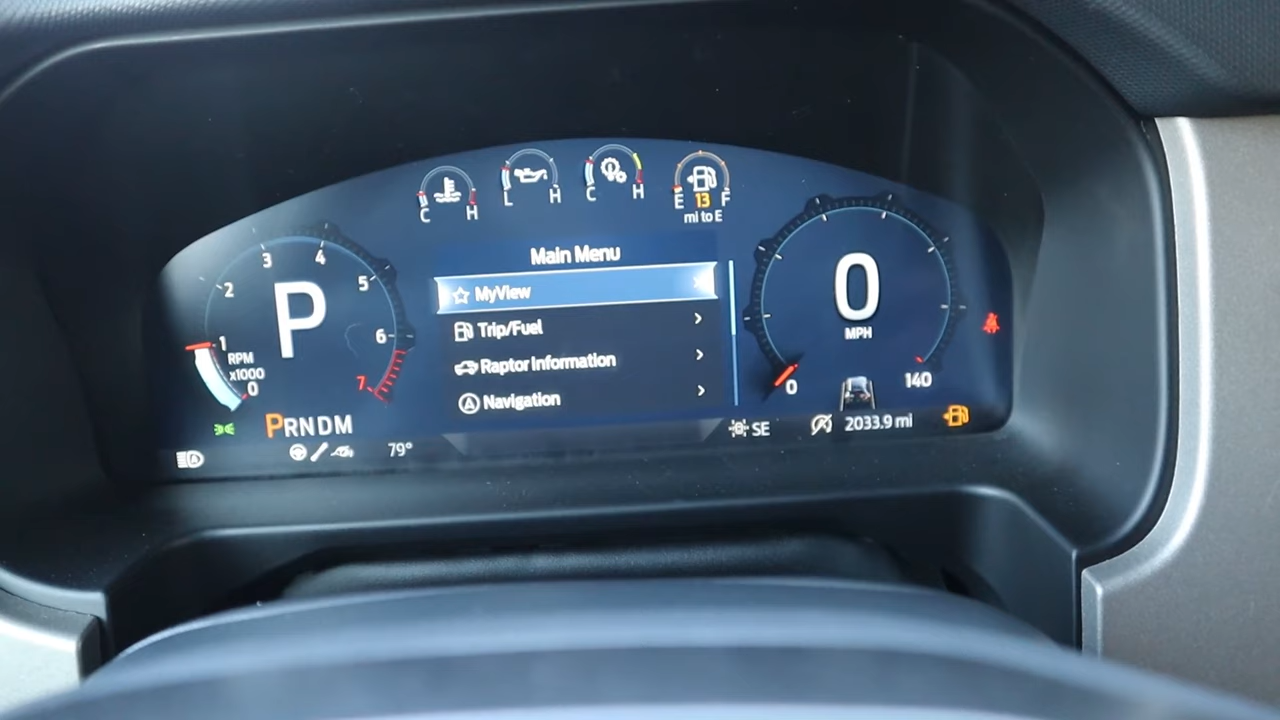 C H
L H
C H
E 13 F
mi to E
1 2 3 4 5 6 7
P
RPM
x1000
0
PRNDM
79°
Main Menu
MyView
Trip/Fuel
Raptor Information
A Navigation
0
MPH
0 140
SE
2033.9 mi
A